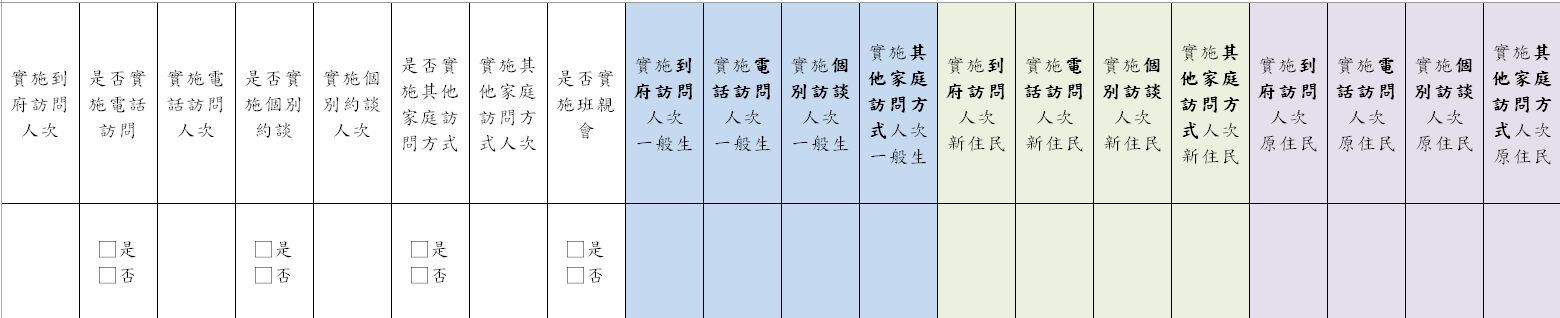 實施到
府訪問
人次
是否實
施電話
訪問
實施電
話訪問
人次
是否實
施個別
約談
實施個
別約談
人次
是否實
施其他
家庭訪
問方式
實施其
他家庭
訪問方
式人次
是否實
施班親
會
實施到
府訪問
人次
一般生
實施電
話訪問
人次
一般生
實施個
別訪談
人次
一般生
實施其
他家庭
訪問方
式人次
一般生
實施到
府訪問
人次
新住民
實施電
話訪問
人次
新住民
實施個
別訪談
人次
新住民
實施其
他家庭
訪問方
式人次
新住民
實施到
府訪問
人次
原住民
實施電
話訪問
人次
原住民
實施個
別訪談
人次
原住民
實施其
他家庭
訪問方
式人次
原住民
□是
□否
□是
□否
□是
□否
□是
□否